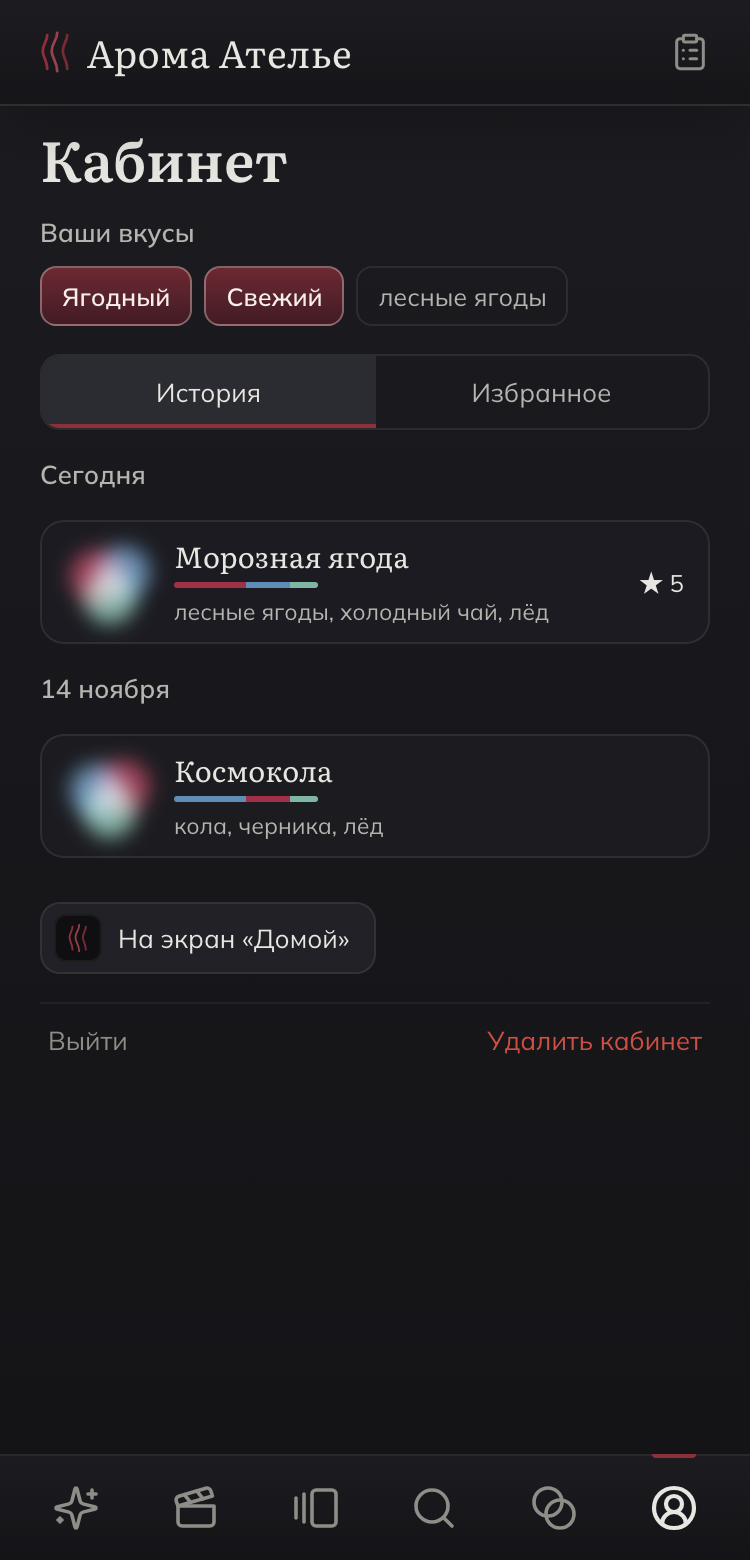 Арома Ателье
Кабинет
Ваши вкусы
Ягодный Свежий лесные ягоды
История Избранное
Сегодня
Морозная ягода
★ 5
лесные ягоды, холодный чай, лёд
14 ноября
Космокола
кола, черника, лёд
На экран «Домой»
Выйти Удалить кабинет